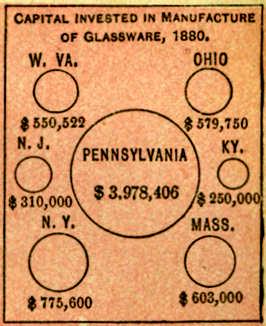 CAPITAL INVESTED IN MANUFACTURE
OF GLASSWARE, 1880.
W. VA.
$550,522
OHIO
$579,750
N. J.
$310,000
PENNSYLVANIA
$3.978,406
KY.
$250,000
N. Y.
$775,600
MASS.
$603,000